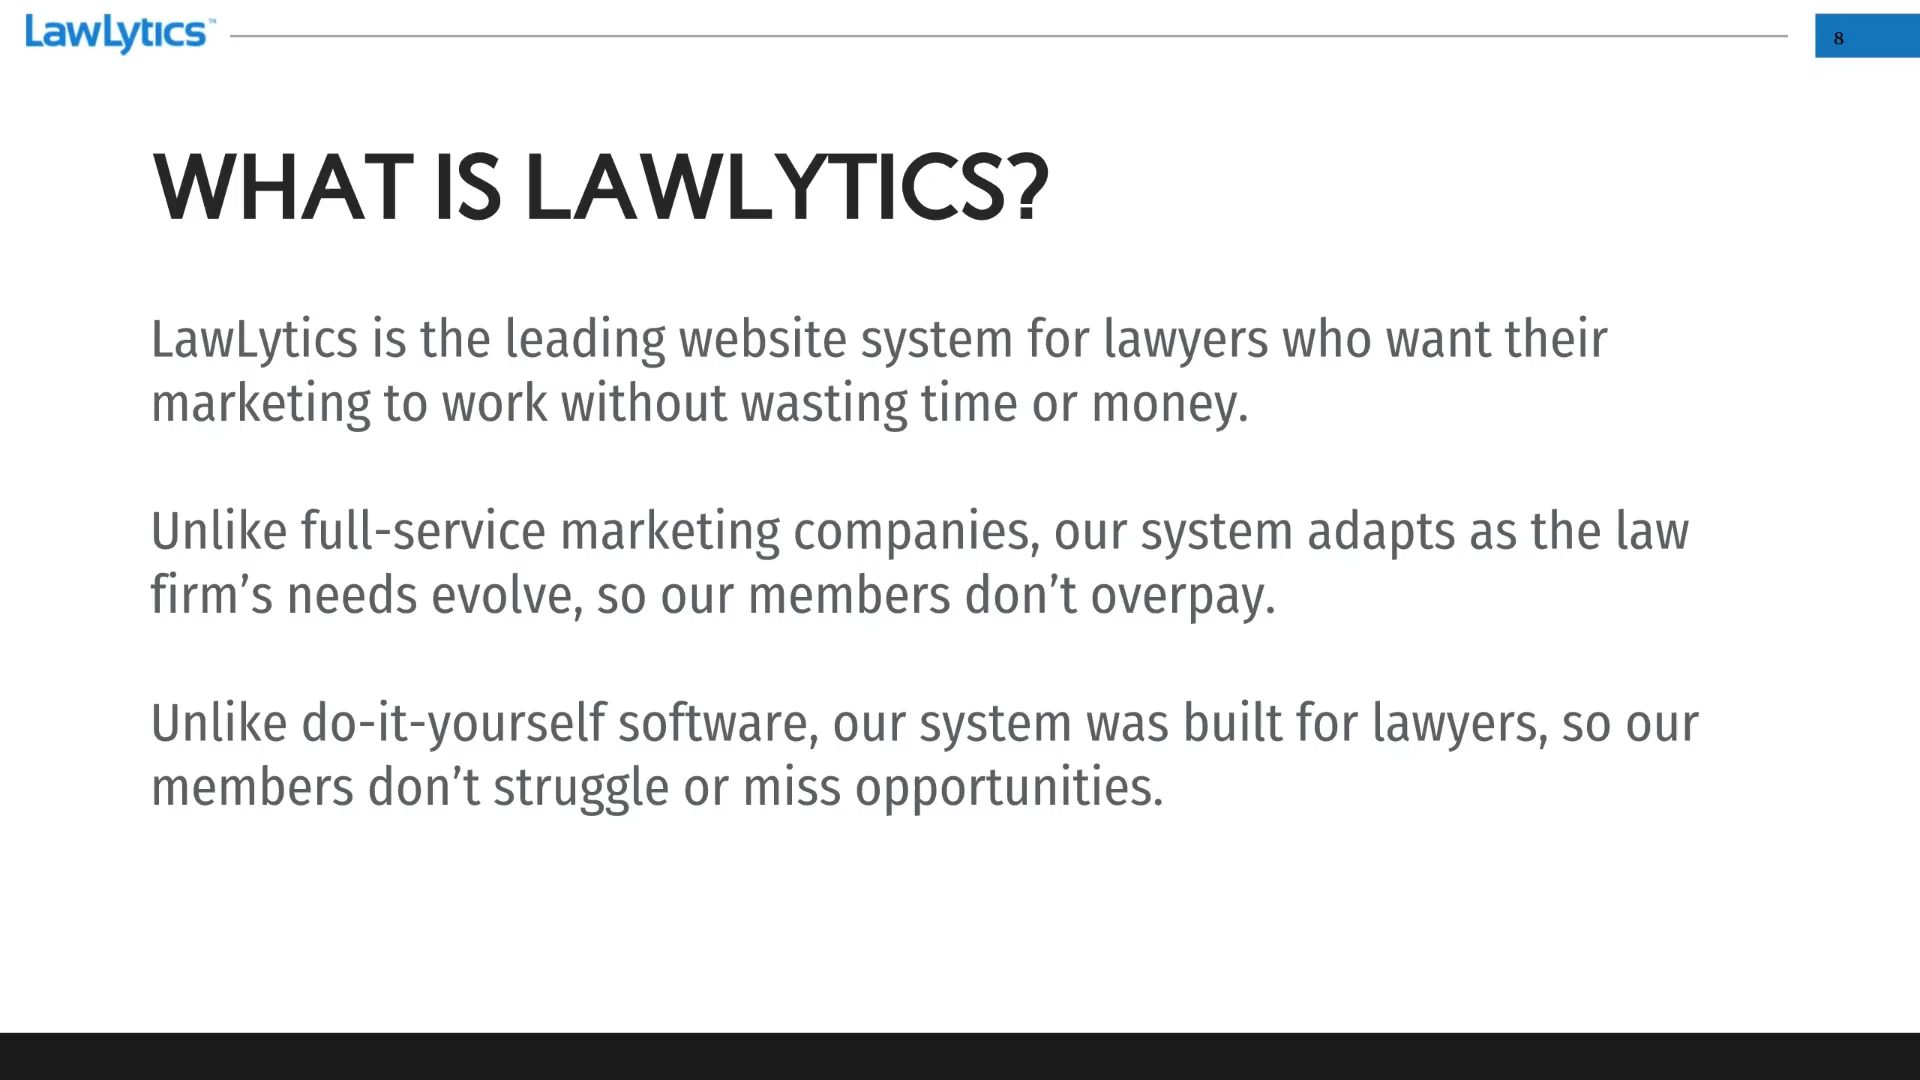 LawLytics™
8
WHAT IS LAWLYTICS?
LawLytics is the leading website system for lawyers who want their
marketing to work without wasting time or money.
Unlike full-service marketing companies, our system adapts as the law
firm’s needs evolve, so our members don’t overpay.
Unlike do-it-yourself software, our system was built for lawyers, so our
members don’t struggle or miss opportunities.